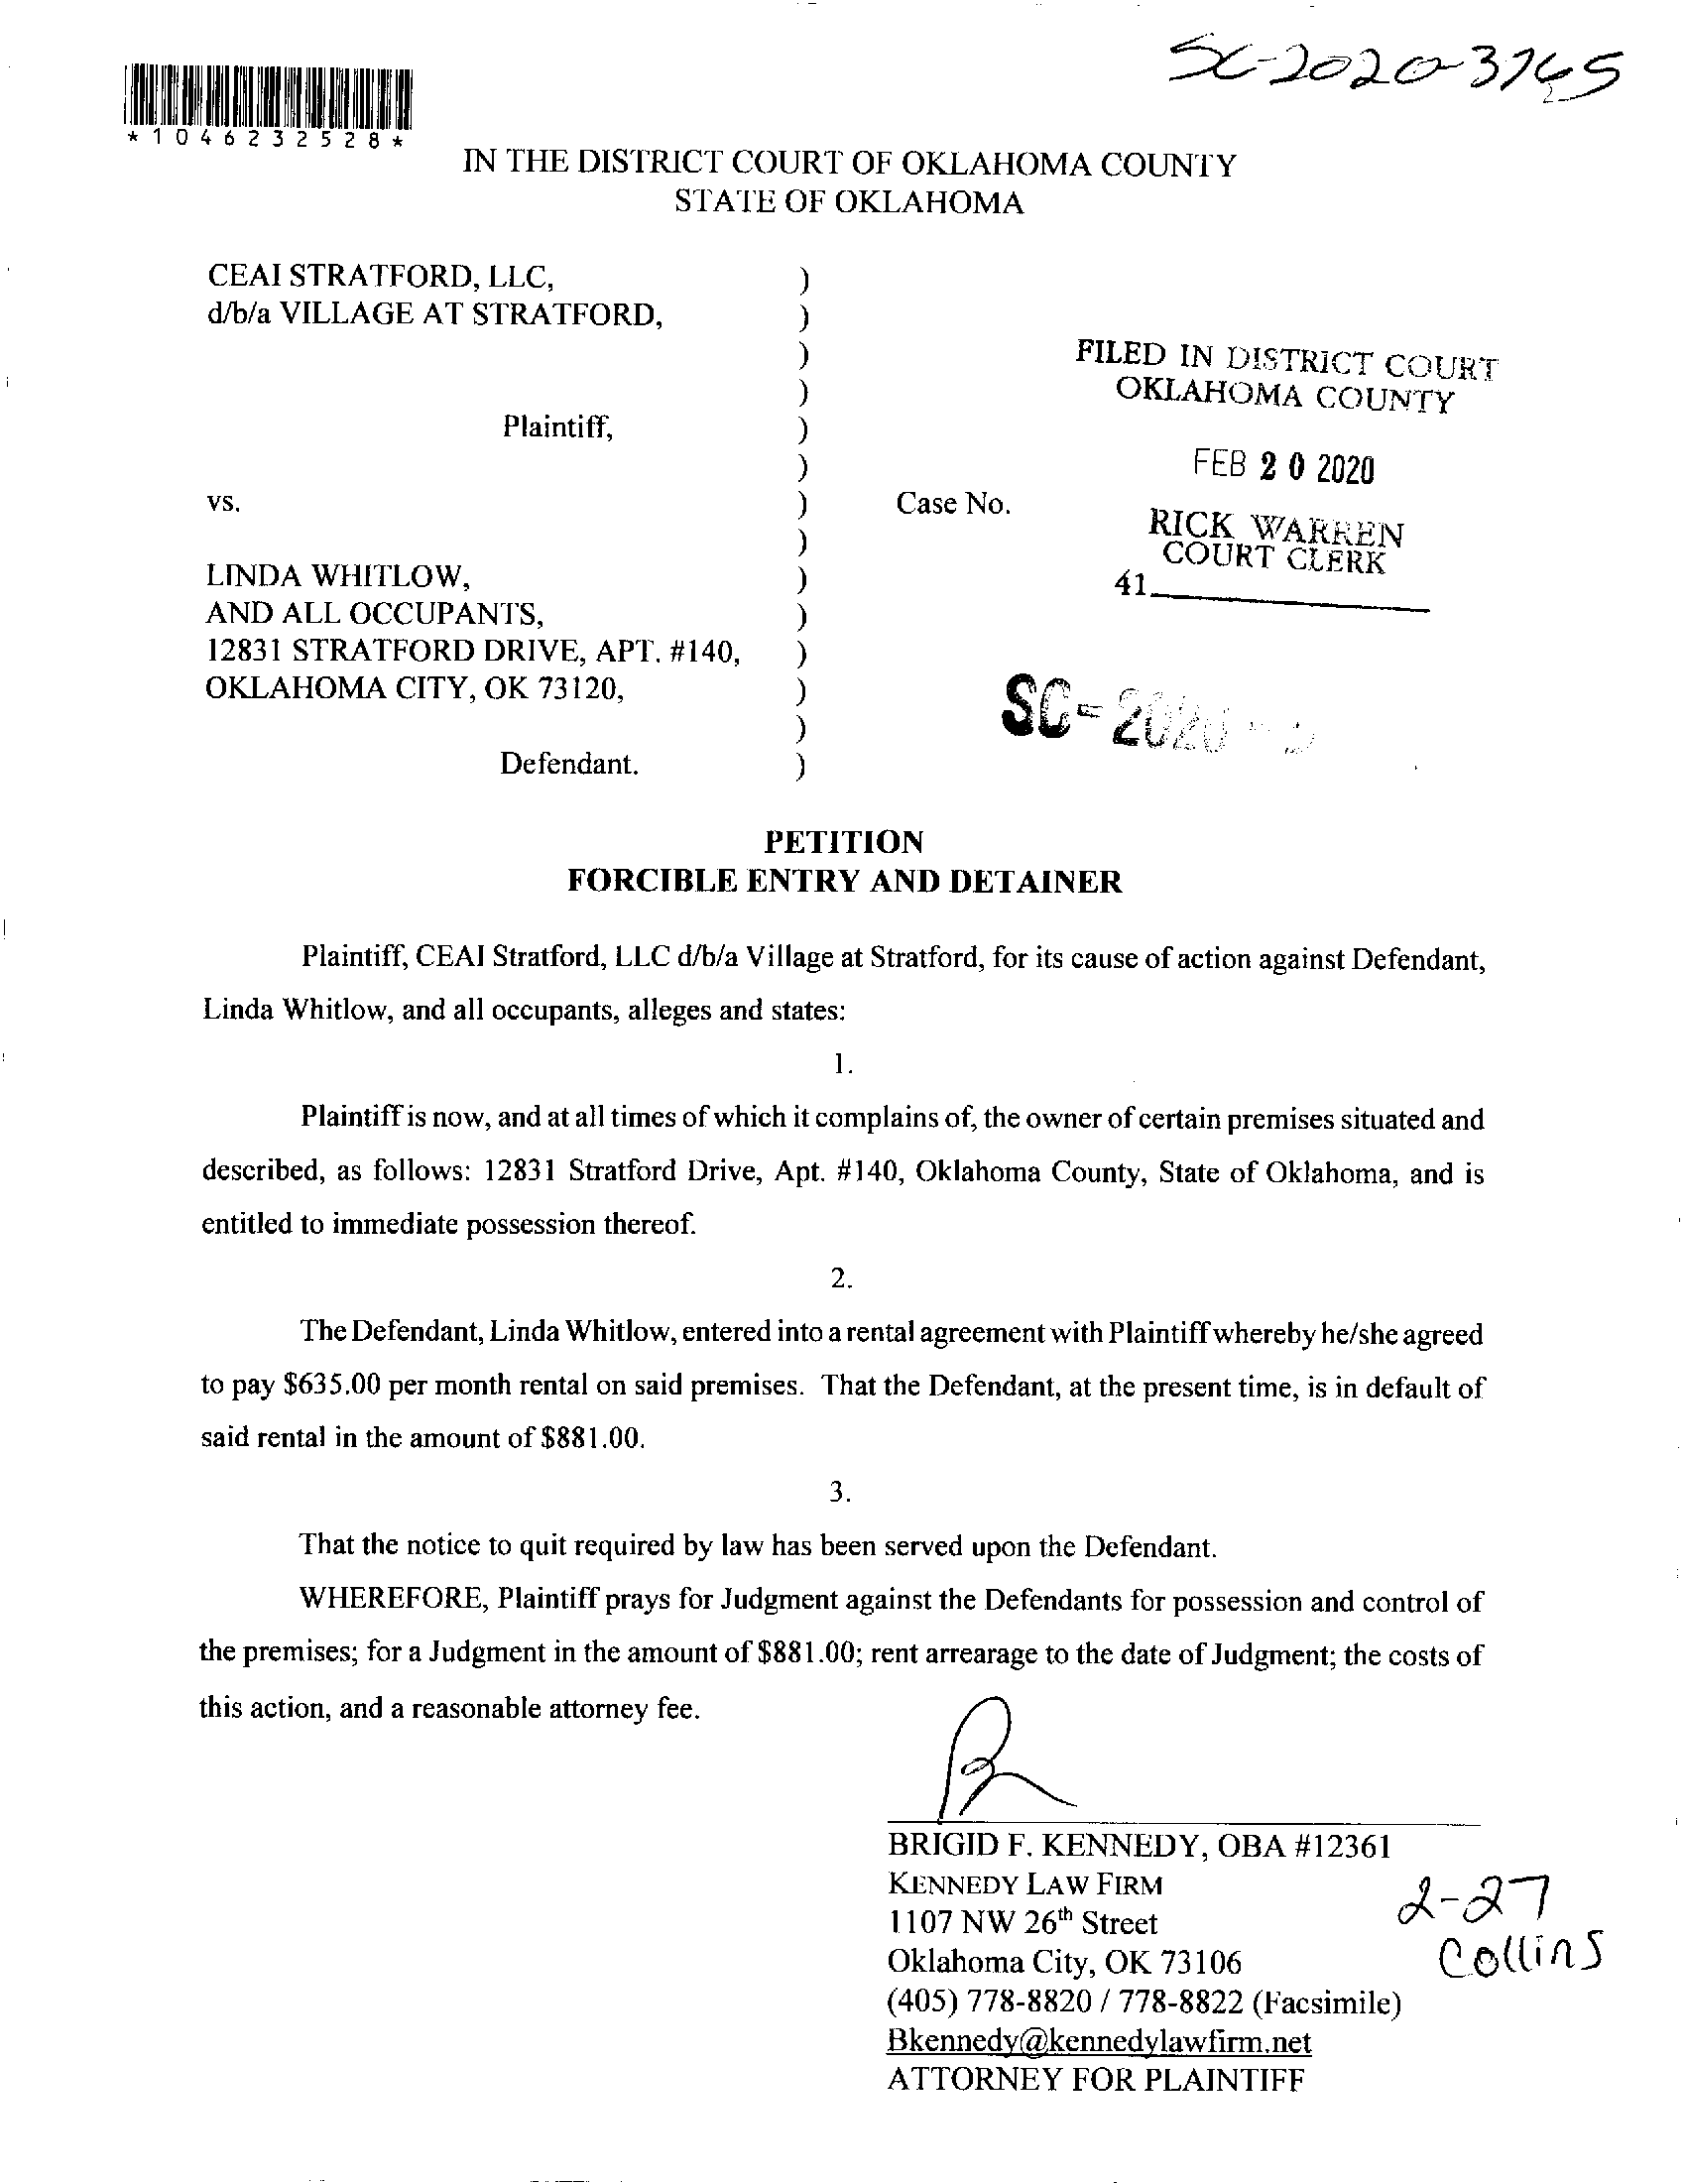 SC-2020-3765
*1046232528*
IN THE DISTRICT COURT OF OKLAHOMA COUNTY
STATE OF OKLAHOMA
CEAI STRATFORD, LLC, )
d/b/a VILLAGE AT STRATFORD, )
)
)
Plaintiff, )
)
vs. )
)
LINDA WHITLOW, )
AND ALL OCCUPANTS, )
12831 STRATFORD DRIVE, APT. #140, )
OKLAHOMA CITY, OK 73120, )
)
Defendant. )
Case No.
FILED IN DISTRICT COURT
OKLAHOMA COUNTY
FEB 20 2020
RICK WARREN
COURT CLERK
41
SC-2020 -
PETITION
FORCIBLE ENTRY AND DETAINER
Plaintiff, CEAI Stratford, LLC d/b/a Village at Stratford, for its cause of action against Defendant,
Linda Whitlow, and all occupants, alleges and states:
1.
Plaintiff is now, and at all times of which it complains of, the owner of certain premises situated and
described, as follows: 12831 Stratford Drive, Apt. #140, Oklahoma County, State of Oklahoma, and is
entitled to immediate possession thereof.
2.
The Defendant, Linda Whitlow, entered into a rental agreement with Plaintiff whereby he/she agreed
to pay $635.00 per month rental on said premises. That the Defendant, at the present time, is in default of
said rental in the amount of $881.00.
3.
That the notice to quit required by law has been served upon the Defendant.
WHEREFORE, Plaintiff prays for Judgment against the Defendants for possession and control of
the premises; for a Judgment in the amount of $881.00; rent arrearage to the date of Judgment; the costs of
this action, and a reasonable attorney fee.
BRIGID F. KENNEDY, OBA #12361
KENNEDY LAW FIRM
1107 NW 26th Street
Oklahoma City, OK 73106
(405) 778-8820 / 778-8822 (Facsimile)
Bkennedy@kennedylawfirm.net
ATTORNEY FOR PLAINTIFF
2-27
Collins